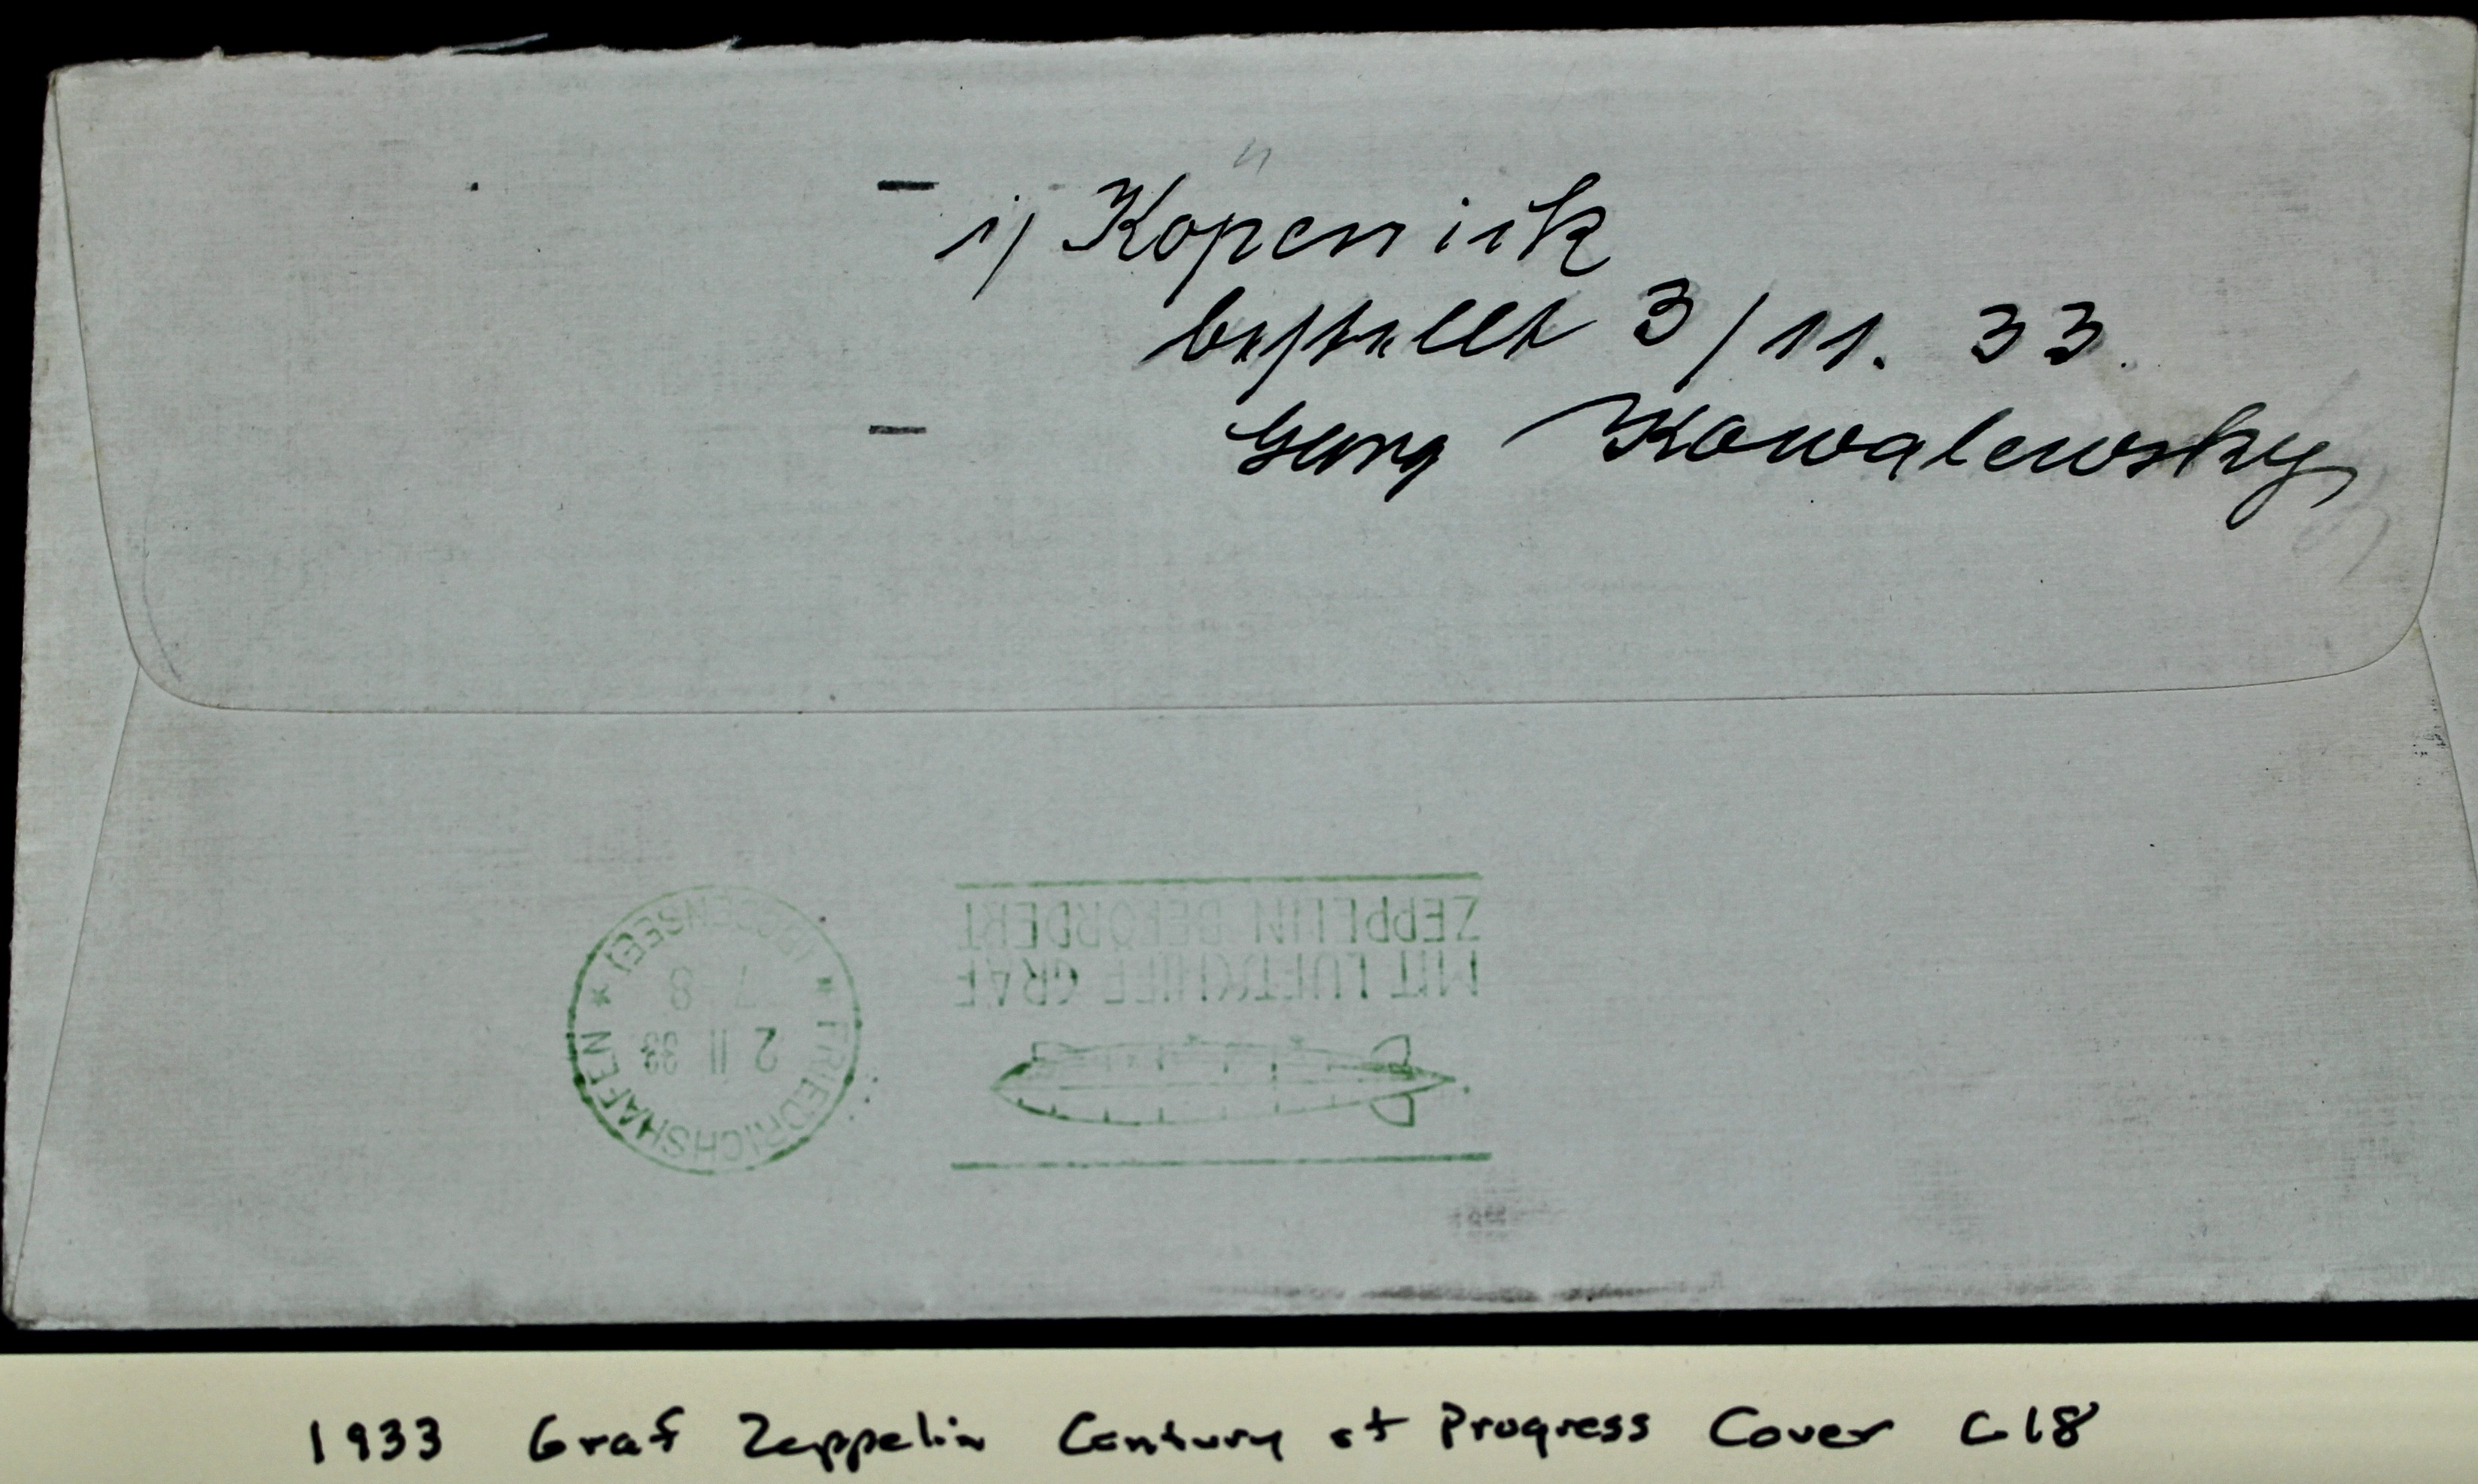 i/ Köpenick
bestellt 3/11. 33.
Georg Kowalewsky
MIT LUFTSCHIFF GRAF
ZEPPELIN BEFÖRDERT
* FRIEDRICHSHAFEN *
2 11 33
7-8
(BODENSEE)
1933 Graf Zeppelin Century of Progress Cover C18